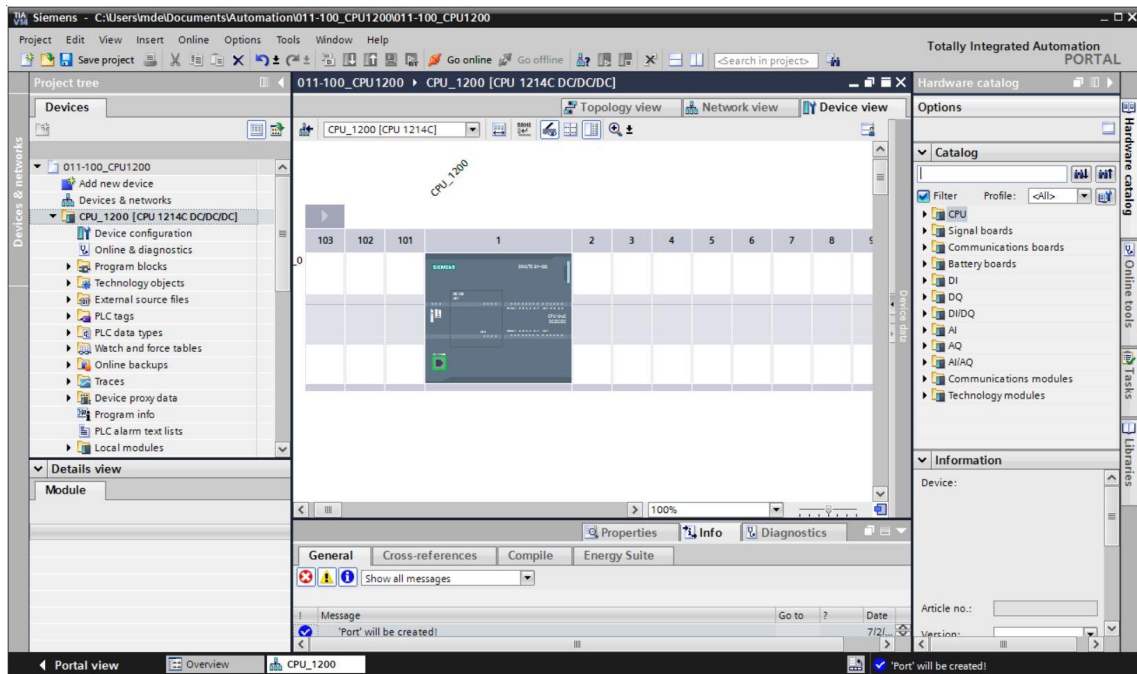 TIA V14 Siemens - C:\Users\mde\Documents\Automation\011-100_CPU1200\011-100_CPU1200
Project Edit View Insert Online Options Tools Window Help
Totally Integrated Automation
PORTAL
Save project Go online Go offline <Search in project>
Project tree
Devices
Devices & networks
011-100_CPU1200
Add new device
Devices & networks
CPU_1200 [CPU 1214C DC/DC/DC]
Device configuration
Online & diagnostics
Program blocks
Technology objects
External source files
PLC tags
PLC data types
Watch and force tables
Online backups
Traces
Device proxy data
Program info
PLC alarm text lists
Local modules
Details view
Module
011-100_CPU1200 CPU_1200 [CPU 1214C DC/DC/DC]
Topology view Network view Device view
CPU_1200 [CPU 1214C]
CPU_1200
103 102 101 1 2 3 4 5 6 7 8 9
_0
SIEMENS
Device data
100%
Properties Info Diagnostics
General Cross-references Compile Energy Suite
Show all messages
! Message Go to ? Date
'Port' will be created! 7/2/...
Hardware catalog
Options
Catalog
Filter Profile: <All>
CPU
Signal boards
Communications boards
Battery boards
DI
DQ
DI/DQ
AI
AQ
AI/AQ
Communications modules
Technology modules
Information
Device:
Article no.:
Version:
Hardware catalog
Online tools
Tasks
Libraries
Portal view Overview CPU_1200 'Port' will be created!